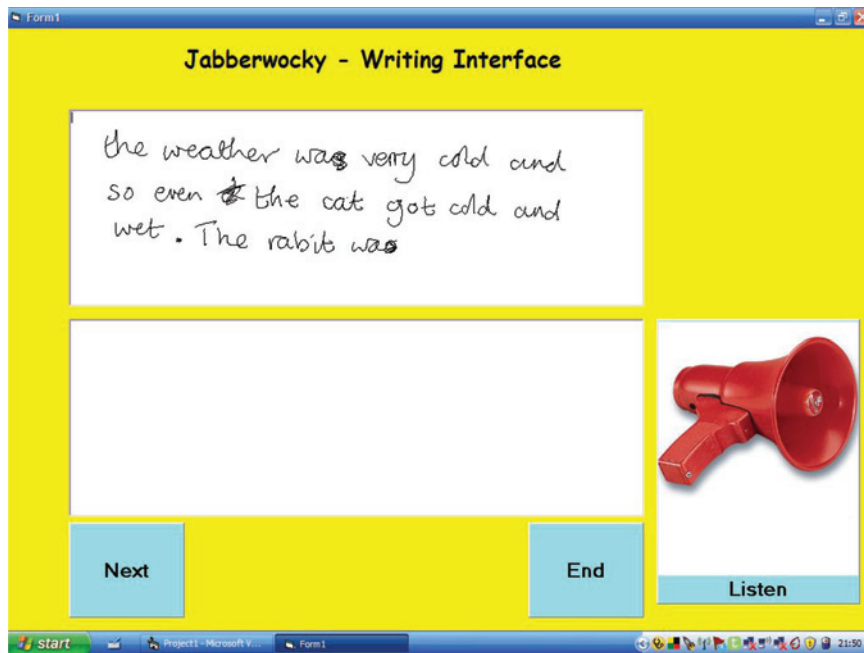 Form1
Jabberwocky - Writing Interface
the weather was very cold and
so even the cat got cold and
wet. The rabit was
Next
End
Listen
start
Project1 - Microsoft V...
Form1
21:50